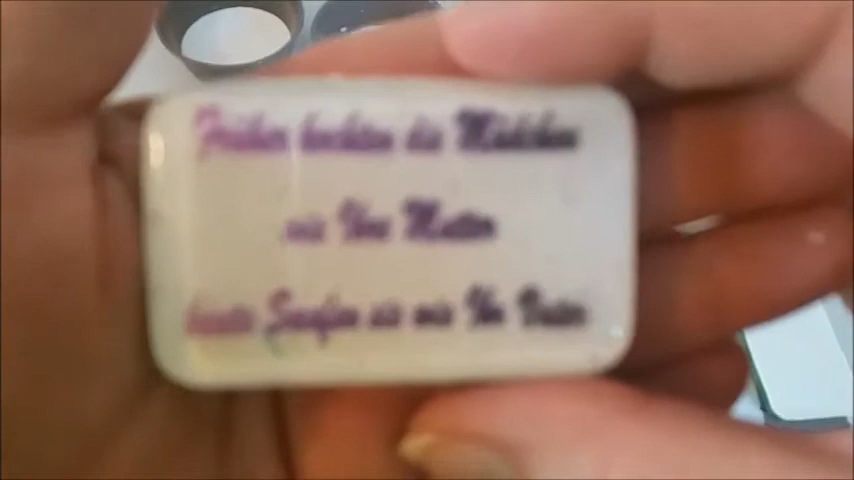 Früher kochten die Mädchen
wie Ihre Mutter
heute Saufen sie wie Ihr Vater